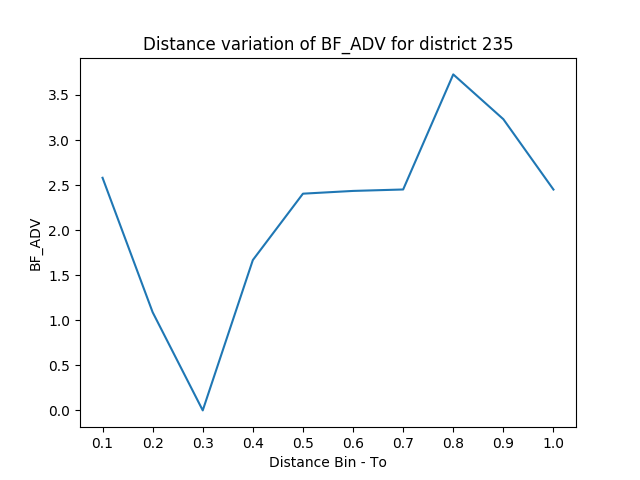 Distance variation of BF_ADV for district 235
3.5
3.0
2.5
2.0
1.5
1.0
0.5
0.0
BF_ADV
0.1 0.2 0.3 0.4 0.5 0.6 0.7 0.8 0.9 1.0
Distance Bin - To